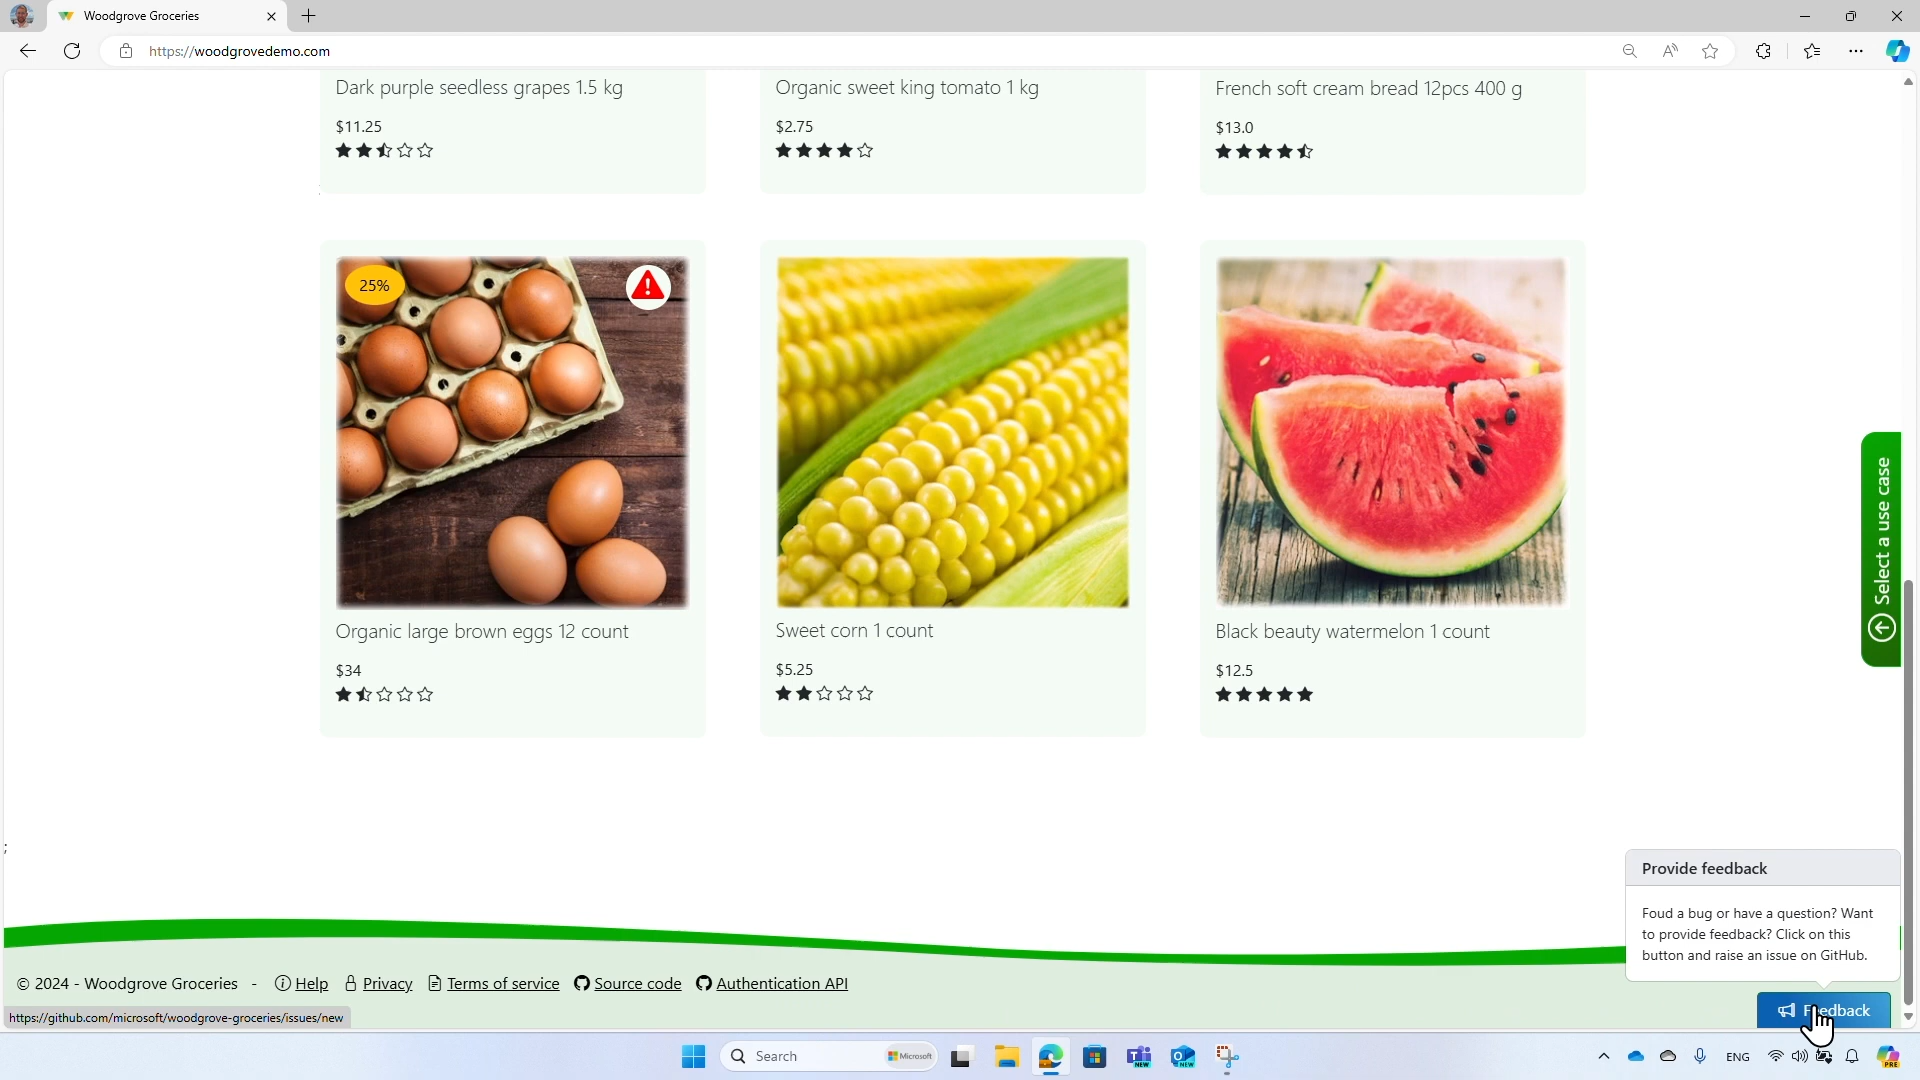 Woodgrove Groceries
https://woodgrovedemo.com
Dark purple seedless grapes 1.5 kg
$11.25
Organic sweet king tomato 1 kg
$2.75
French soft cream bread 12pcs 400 g
$13.0
25%
Organic large brown eggs 12 count
$34
Sweet corn 1 count
$5.25
Black beauty watermelon 1 count
$12.5
Select a use case
;
Provide feedback
Foud a bug or have a question? Want
to provide feedback? Click on this
button and raise an issue on GitHub.
© 2024 - Woodgrove Groceries - Help Privacy Terms of service Source code Authentication API
Feedback
https://github.com/microsoft/woodgrove-groceries/issues/new
Search
Microsoft
NEW
NEW
ENG
PRE